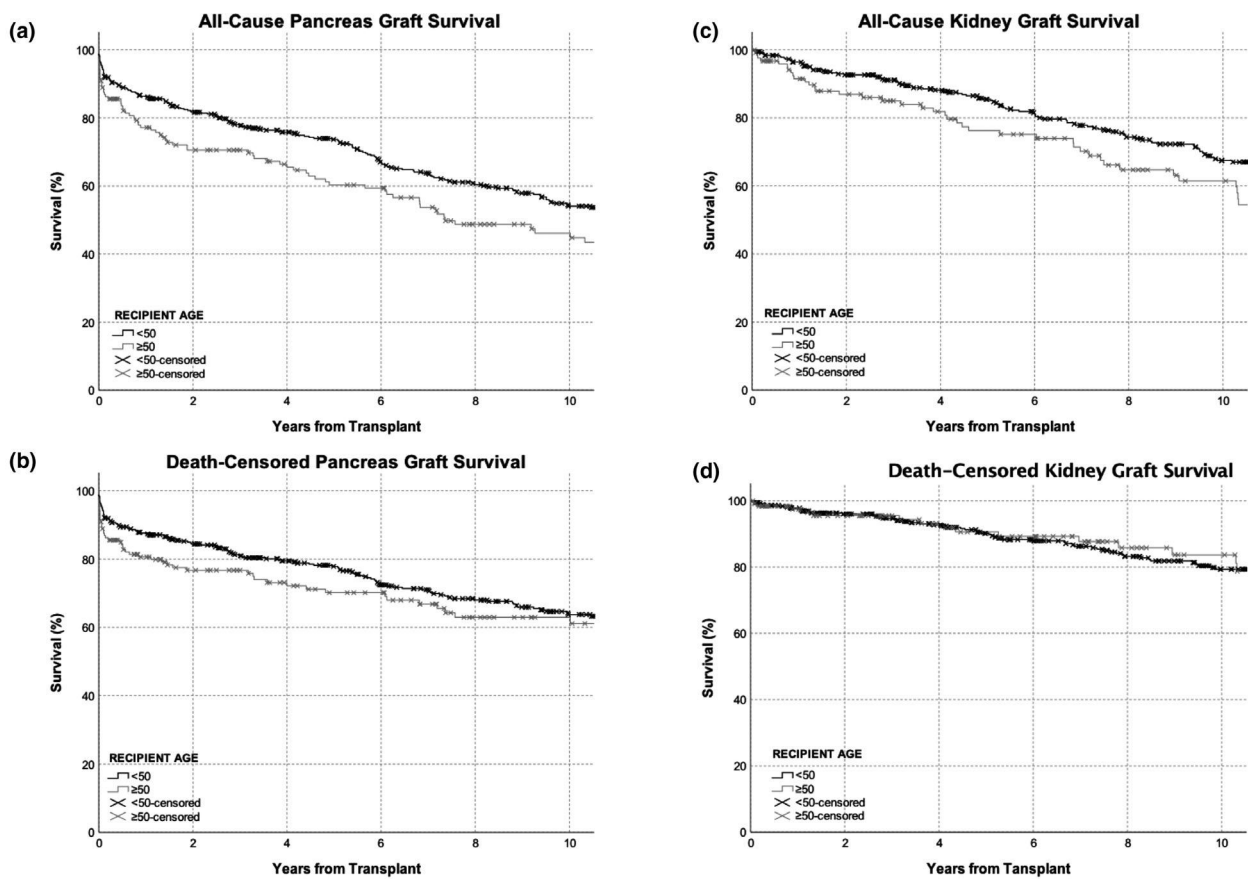 (a)
All-Cause Pancreas Graft Survival
100
80
60
40
20
0
Survival (%)
RECIPIENT AGE
<50
≥50
<50-censored
≥50-censored
0 2 4 6 8 10
Years from Transplant
(c)
All-Cause Kidney Graft Survival
100
80
60
40
20
0
Survival (%)
RECIPIENT AGE
<50
≥50
<50-censored
≥50-censored
0 2 4 6 8 10
Years from Transplant
(b)
Death-Censored Pancreas Graft Survival
100
80
60
40
20
0
Survival (%)
RECIPIENT AGE
<50
≥50
<50-censored
≥50-censored
0 2 4 6 8 10
Years from Transplant
(d)
Death-Censored Kidney Graft Survival
100
80
60
40
20
0
Survival (%)
RECIPIENT AGE
<50
≥50
<50-censored
≥50-censored
0 2 4 6 8 10
Years from Transplant